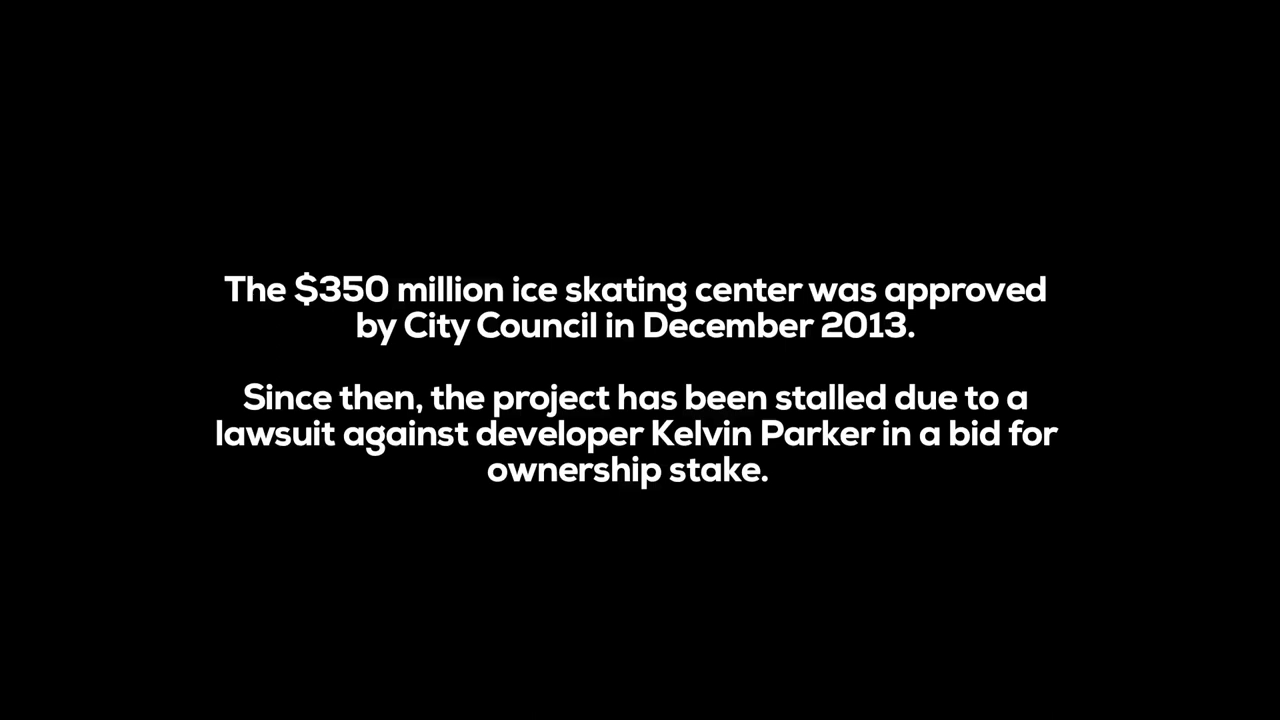 The $350 million ice skating center was approved
by City Council in December 2013.
Since then, the project has been stalled due to a
lawsuit against developer Kelvin Parker in a bid for
ownership stake.